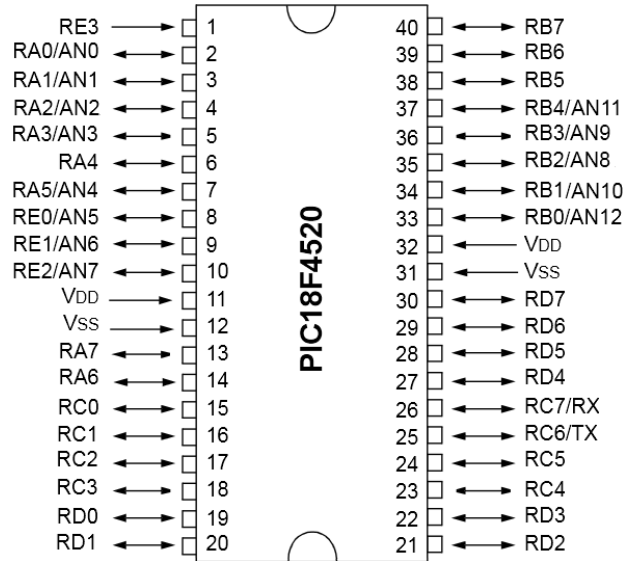 RE3 1 40 RB7
RA0/AN0 2 39 RB6
RA1/AN1 3 38 RB5
RA2/AN2 4 37 RB4/AN11
RA3/AN3 5 36 RB3/AN9
RA4 6 35 RB2/AN8
RA5/AN4 7 34 RB1/AN10
RE0/AN5 8 33 RB0/AN12
RE1/AN6 9 32 VDD
RE2/AN7 10 31 VSS
VDD 11 30 RD7
VSS 12 29 RD6
RA7 13 28 RD5
RA6 14 27 RD4
RC0 15 26 RC7/RX
RC1 16 25 RC6/TX
RC2 17 24 RC5
RC3 18 23 RC4
RD0 19 22 RD3
RD1 20 21 RD2
PIC18F4520